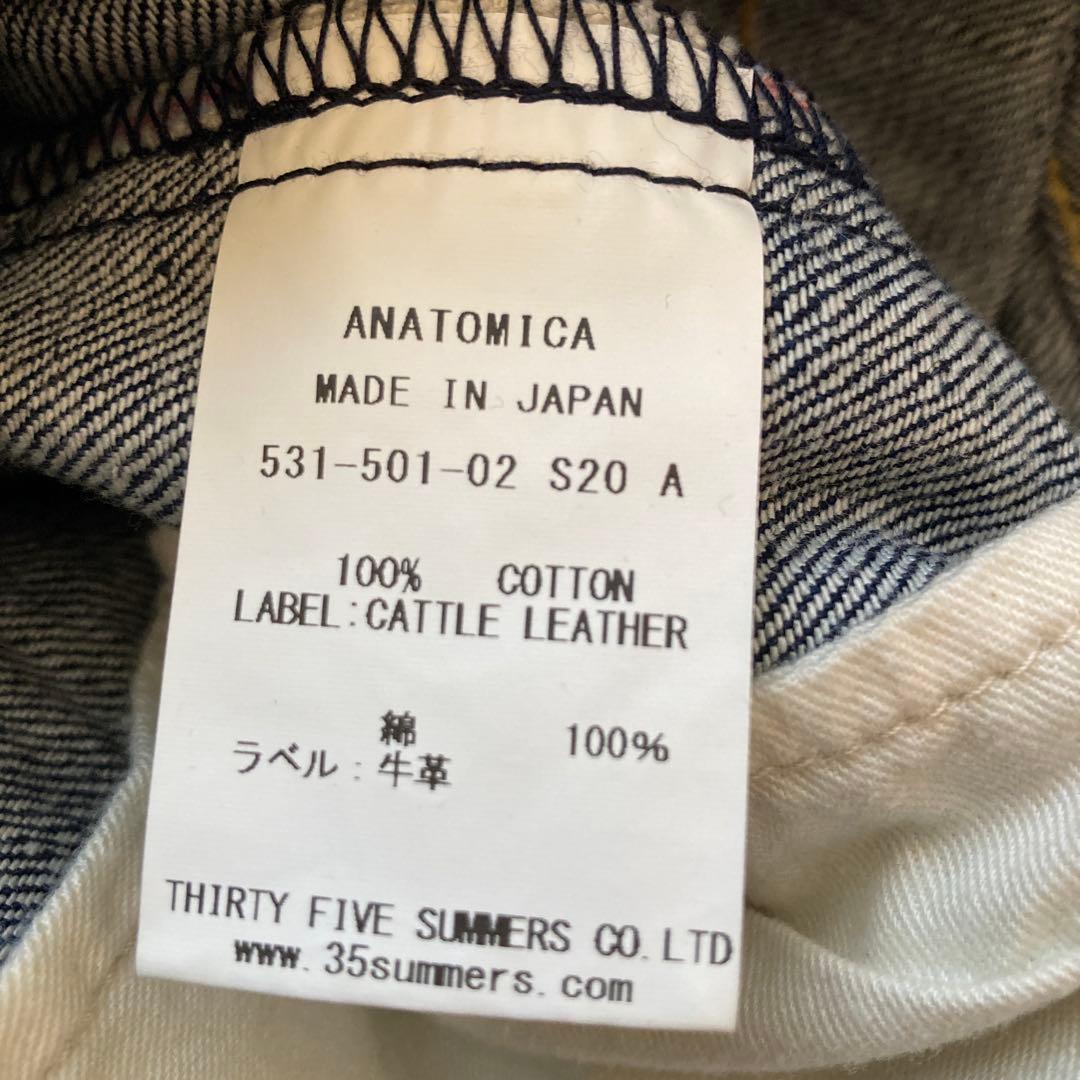 ANATOMICA
MADE IN JAPAN
531-501-02 S20 A
100% COTTON
LABEL:CATTLE LEATHER
綿 100%
ラベル:牛革
THIRTY FIVE SUMMERS CO.LTD
www.35summers.com